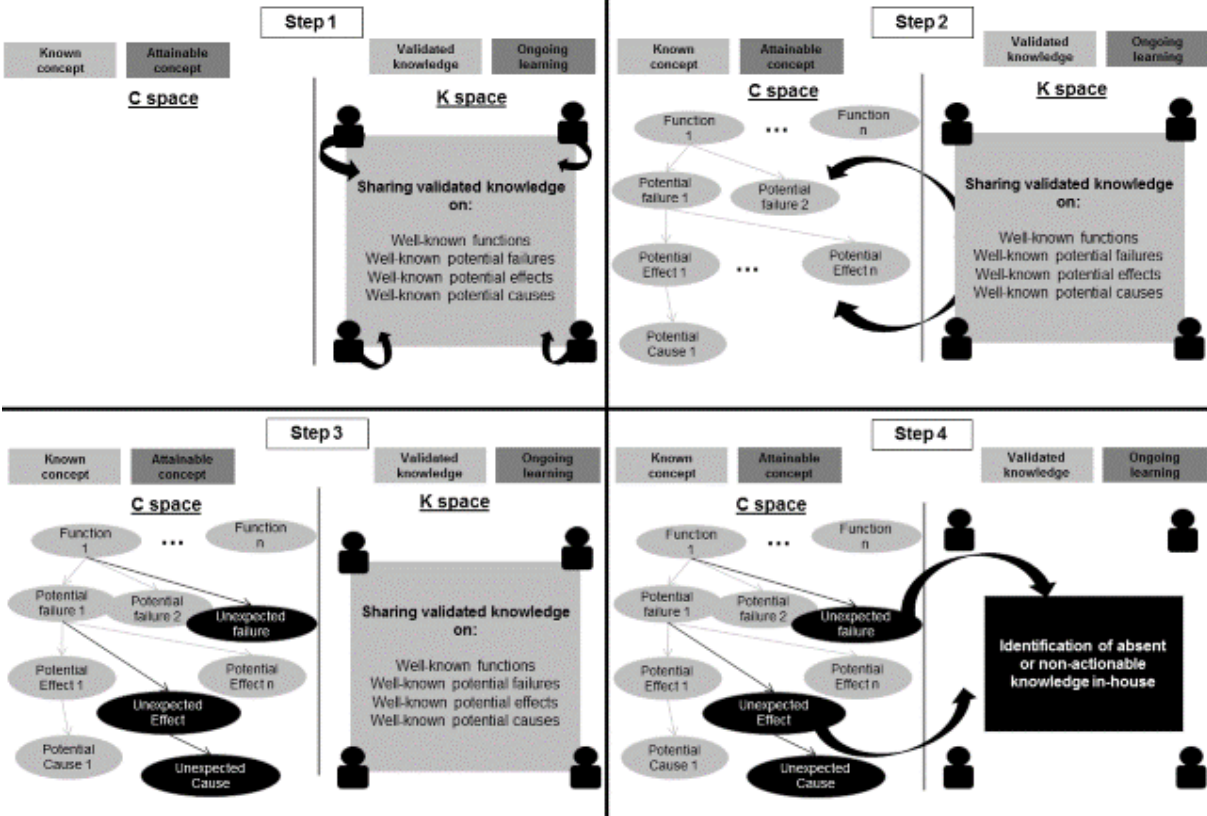 Step 1
Known
concept
Attainable
concept
Validated
knowledge
Ongoing
learning
C space
K space
Sharing validated knowledge
on:
Well-known functions
Well-known potential failures
Well-known potential effects
Well-known potential causes
Step 2
Known
concept
Attainable
concept
Validated
knowledge
Ongoing
learning
C space
K space
Function
1
...
Function
n
Potential
failure 1
Potential
failure 2
Potential
Effect 1
...
Potential
Effect n
Potential
Cause 1
Sharing validated knowledge
on:
Well-known functions
Well-known potential failures
Well-known potential effects
Well-known potential causes
Step 3
Known
concept
Attainable
concept
Validated
knowledge
Ongoing
learning
C space
K space
Function
1
...
Function
n
Potential
failure 1
Potential
failure 2
Unexpected
failure
Potential
Effect 1
Potential
Effect n
Unexpected
Effect
Potential
Cause 1
Unexpected
Cause
Sharing validated knowledge
on:
Well-known functions
Well-known potential failures
Well-known potential effects
Well-known potential causes
Step 4
Known
concept
Attainable
concept
Validated
knowledge
Ongoing
learning
C space
Function
1
...
Function
n
Potential
failure 1
Potential
failure 2
Unexpected
failure
Potential
Effect 1
Potential
Effect n
Unexpected
Effect
Potential
Cause 1
Unexpected
Cause
Identification of absent
or non-actionable
knowledge in-house